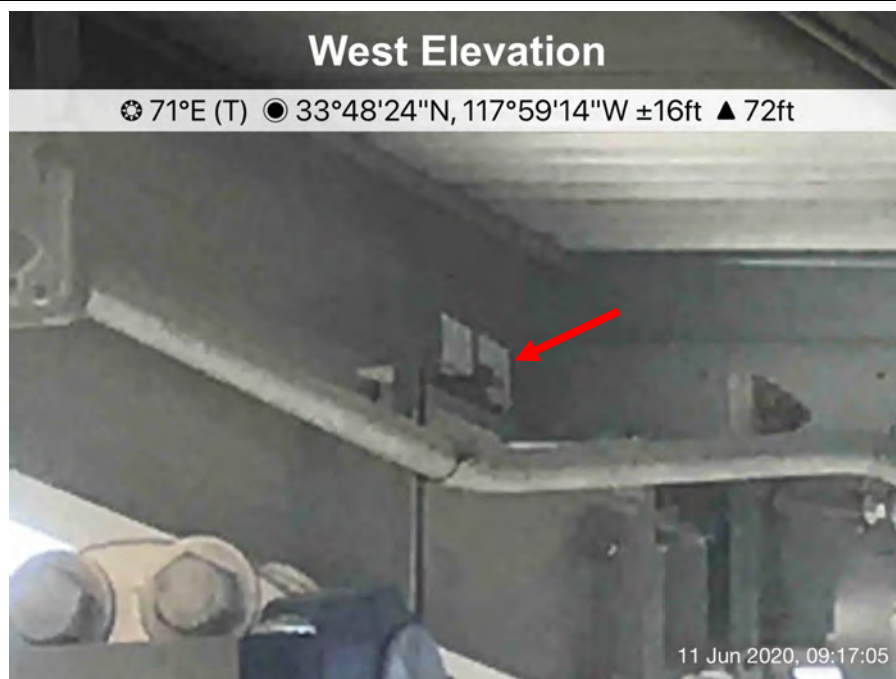 West Elevation
71°E (T) 33°48'24"N, 117°59'14"W ±16ft ▲ 72ft
11 Jun 2020, 09:17:05